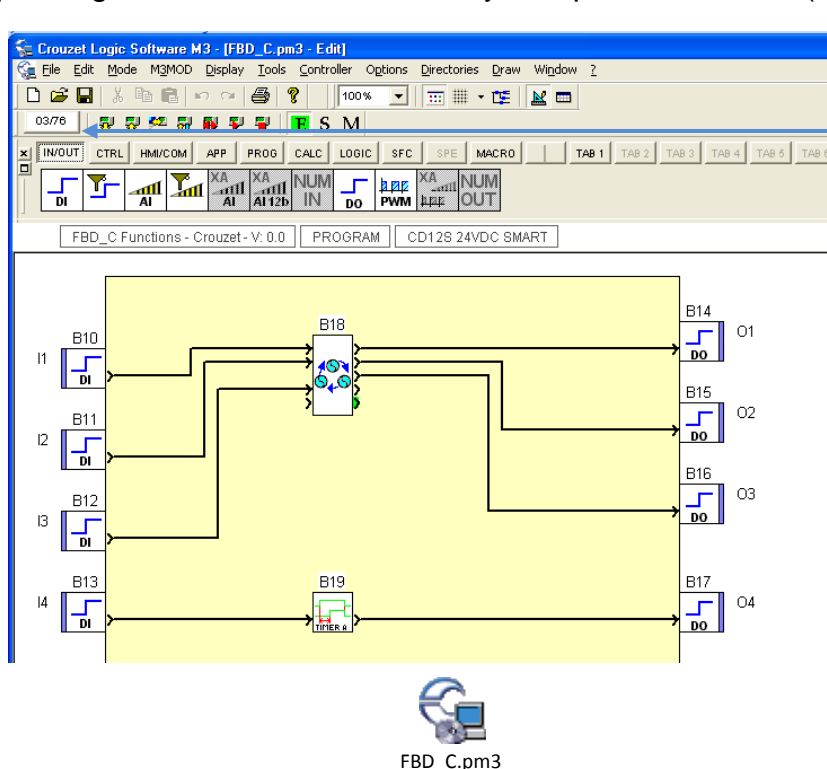 Crouzet Logic Software M3 - [FBD_C.pm3 - Edit]
File Edit Mode M3MOD Display Tools Controller Options Directories Draw Window ?
100 %
03/76 E S M
IN/OUT CTRL HMI/COM APP PROG CALC LOGIC SFC SPE MACRO TAB 1 TAB 2 TAB 3 TAB 4 TAB 5 TAB
DI AI XA AI XA AI 12b NUM IN DO PWM XA NUM OUT
FBD_C Functions - Crouzet - V: 0.0 PROGRAM CD12S 24VDC SMART
B10 B18 B14
I1 DI DO O1
B11 B15
I2 DI DO O2
B12 B16
I3 DI DO O3
B13 B19 B17
I4 DI TIMER A DO O4
FBD_C.pm3